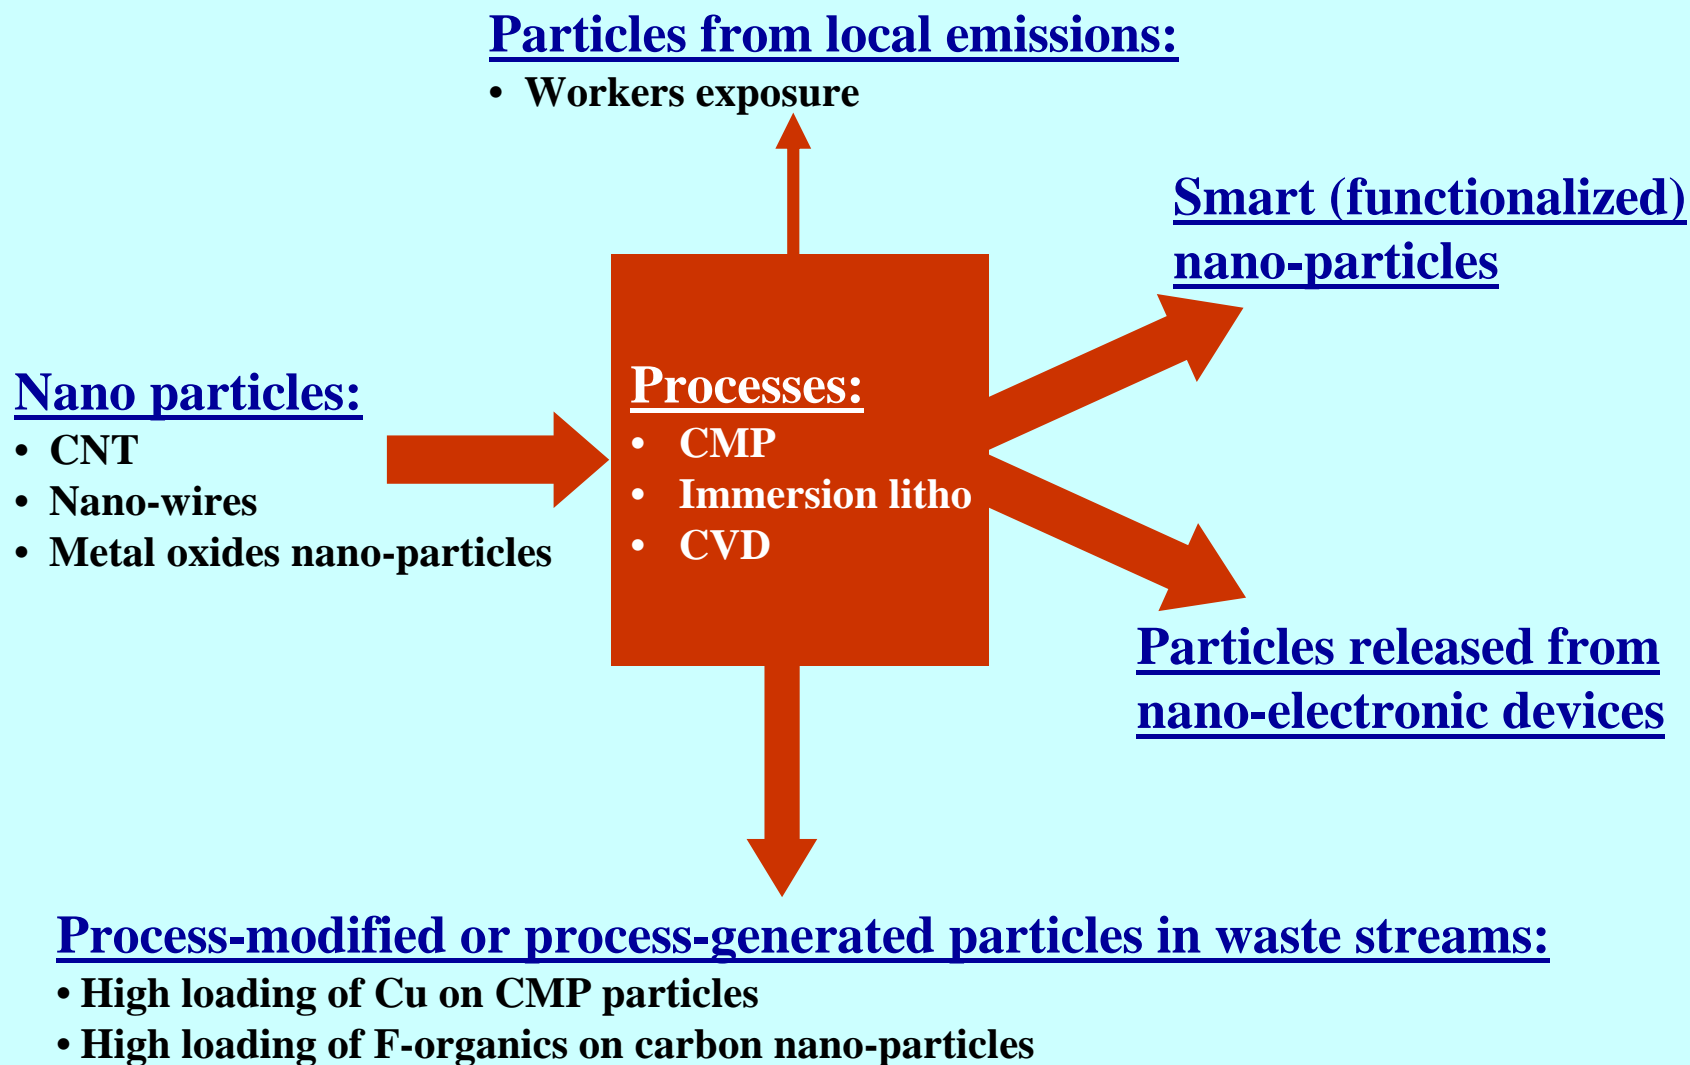 Particles from local emissions:
• Workers exposure
Smart (functionalized)
nano-particles
Nano particles:
• CNT
• Nano-wires
• Metal oxides nano-particles
Processes:
• CMP
• Immersion litho
• CVD
Particles released from
nano-electronic devices
Process-modified or process-generated particles in waste streams:
• High loading of Cu on CMP particles
• High loading of F-organics on carbon nano-particles